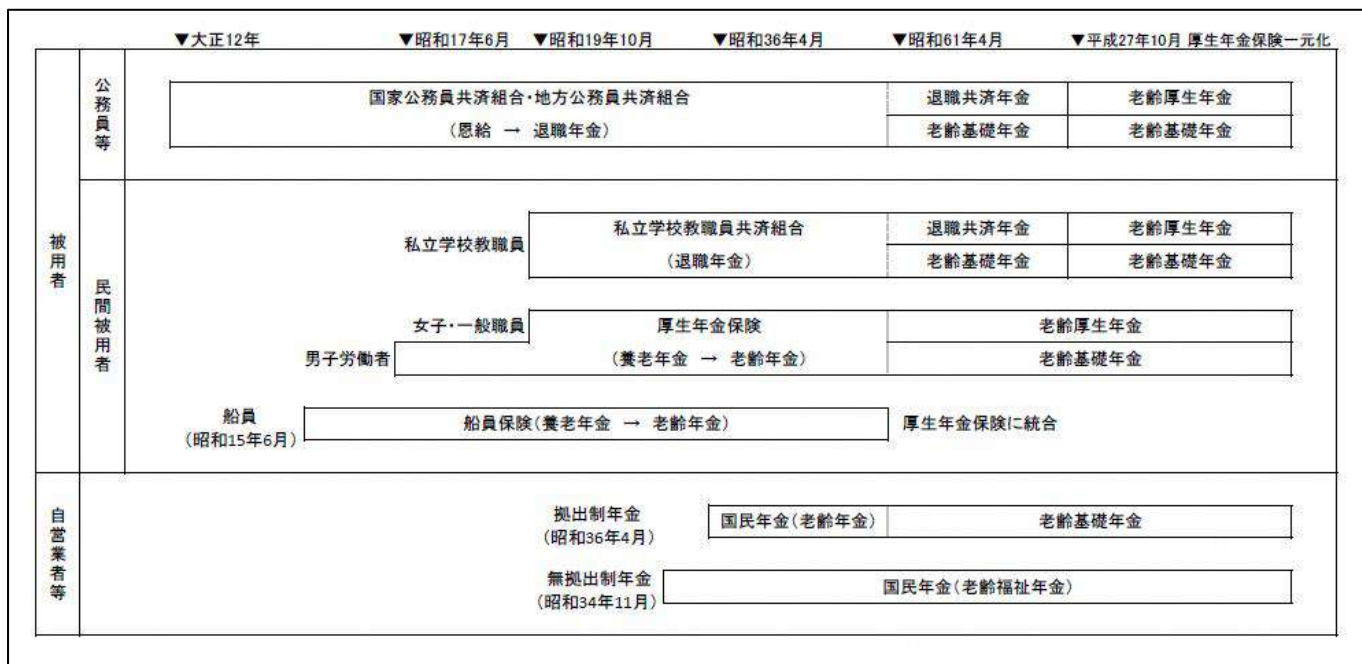 ▼大正12年 ▼昭和17年6月 ▼昭和19年10月 ▼昭和36年4月 ▼昭和61年4月 ▼平成27年10月 厚生年金保険一元化
被用者
公務員等
国家公務員共済組合・地方公務員共済組合
(恩給 → 退職年金)
退職共済年金
老齢厚生年金
老齢基礎年金
老齢基礎年金
民間被用者
私立学校教職員
私立学校教職員共済組合
(退職年金)
退職共済年金
老齢厚生年金
老齢基礎年金
老齢基礎年金
女子・一般職員
男子労働者
厚生年金保険
(養老年金 → 老齢年金)
老齢厚生年金
老齢基礎年金
船員
(昭和15年6月)
船員保険(養老年金 → 老齢年金)
厚生年金保険に統合
自営業者等
拠出制年金
(昭和36年4月)
国民年金(老齢年金)
老齢基礎年金
無拠出制年金
(昭和34年11月)
国民年金(老齢福祉年金)